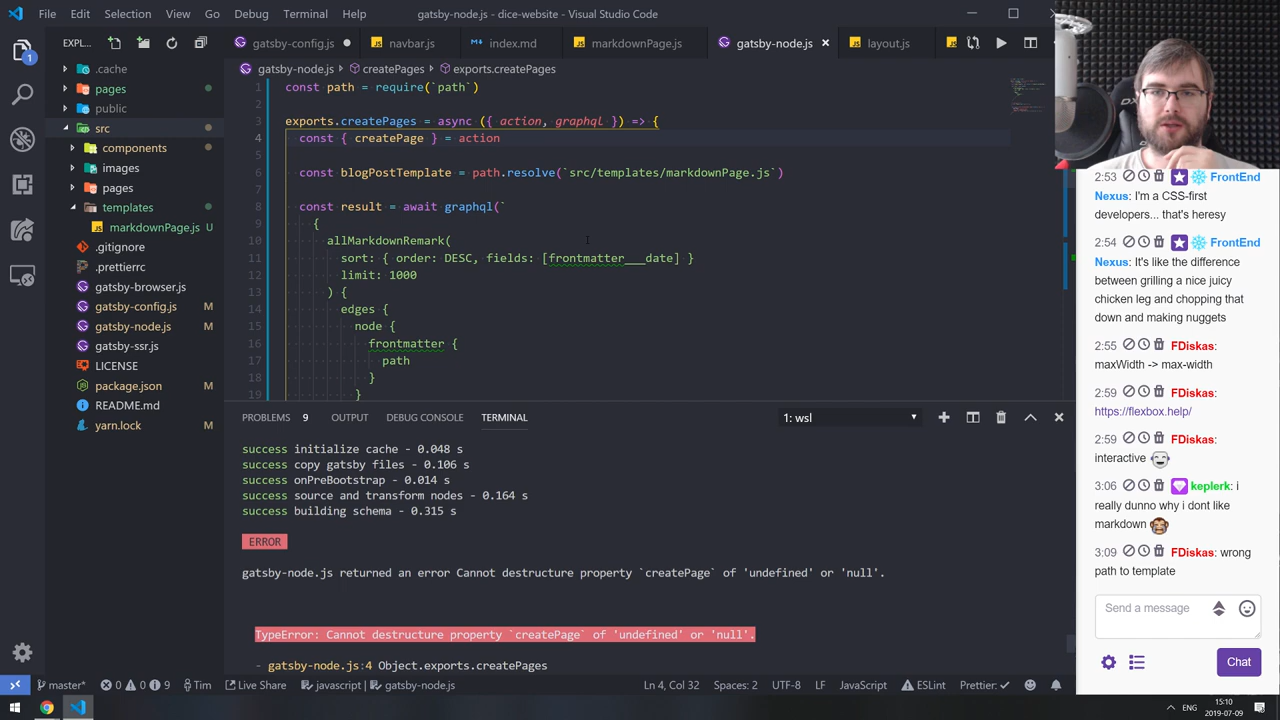 File Edit Selection View Go Debug Terminal Help
gatsby-node.js - dice-website - Visual Studio Code
EXPL...
gatsby-config.js
navbar.js
index.md
markdownPage.js
gatsby-node.js
layout.js
gatsby-node.js › createPages › exports.createPages
.cache
pages
public
src
components
images
pages
templates
markdownPage.js U
.gitignore
.prettierrc
gatsby-browser.js
gatsby-config.js M
gatsby-node.js M
gatsby-ssr.js
LICENSE
package.json M
README.md
yarn.lock M
1 const path = require(`path`)
2
3 exports.createPages = async ({ action, graphql }) => {
4 const { createPage } = action
5
6 const blogPostTemplate = path.resolve(`src/templates/markdownPage.js`)
7
8 const result = await graphql(`
9 {
10 allMarkdownRemark(
11 sort: { order: DESC, fields: [frontmatter___date] }
12 limit: 1000
13 ) {
14 edges {
15 node {
16 frontmatter {
17 path
18 }
19 }
PROBLEMS 9 OUTPUT DEBUG CONSOLE TERMINAL
1: wsl
success initialize cache - 0.048 s
success copy gatsby files - 0.106 s
success onPreBootstrap - 0.014 s
success source and transform nodes - 0.164 s
success building schema - 0.315 s
ERROR
gatsby-node.js returned an error Cannot destructure property `createPage` of 'undefined' or 'null'.
TypeError: Cannot destructure property `createPage` of 'undefined' or 'null'.
- gatsby-node.js:4 Object.exports.createPages
master* 0 0 9 Tim Live Share javascript | gatsby-node.js
Ln 4, Col 32 Spaces: 2 UTF-8 LF JavaScript ESLint Prettier: ✓
2:53 FrontEnd
Nexus: I'm a CSS-first
developers... that's heresy
2:54 FrontEnd
Nexus: It's like the difference
between grilling a nice juicy
chicken leg and chopping that
down and making nuggets
2:55 FDiskas:
maxWidth -> max-width
2:59 FDiskas:
https://flexbox.help/
2:59 FDiskas:
interactive
3:06 keplerk: i
really dunno why i dont like
markdown
3:09 FDiskas: wrong
path to template
Send a message
Chat
ENG
15:10
2019-07-09